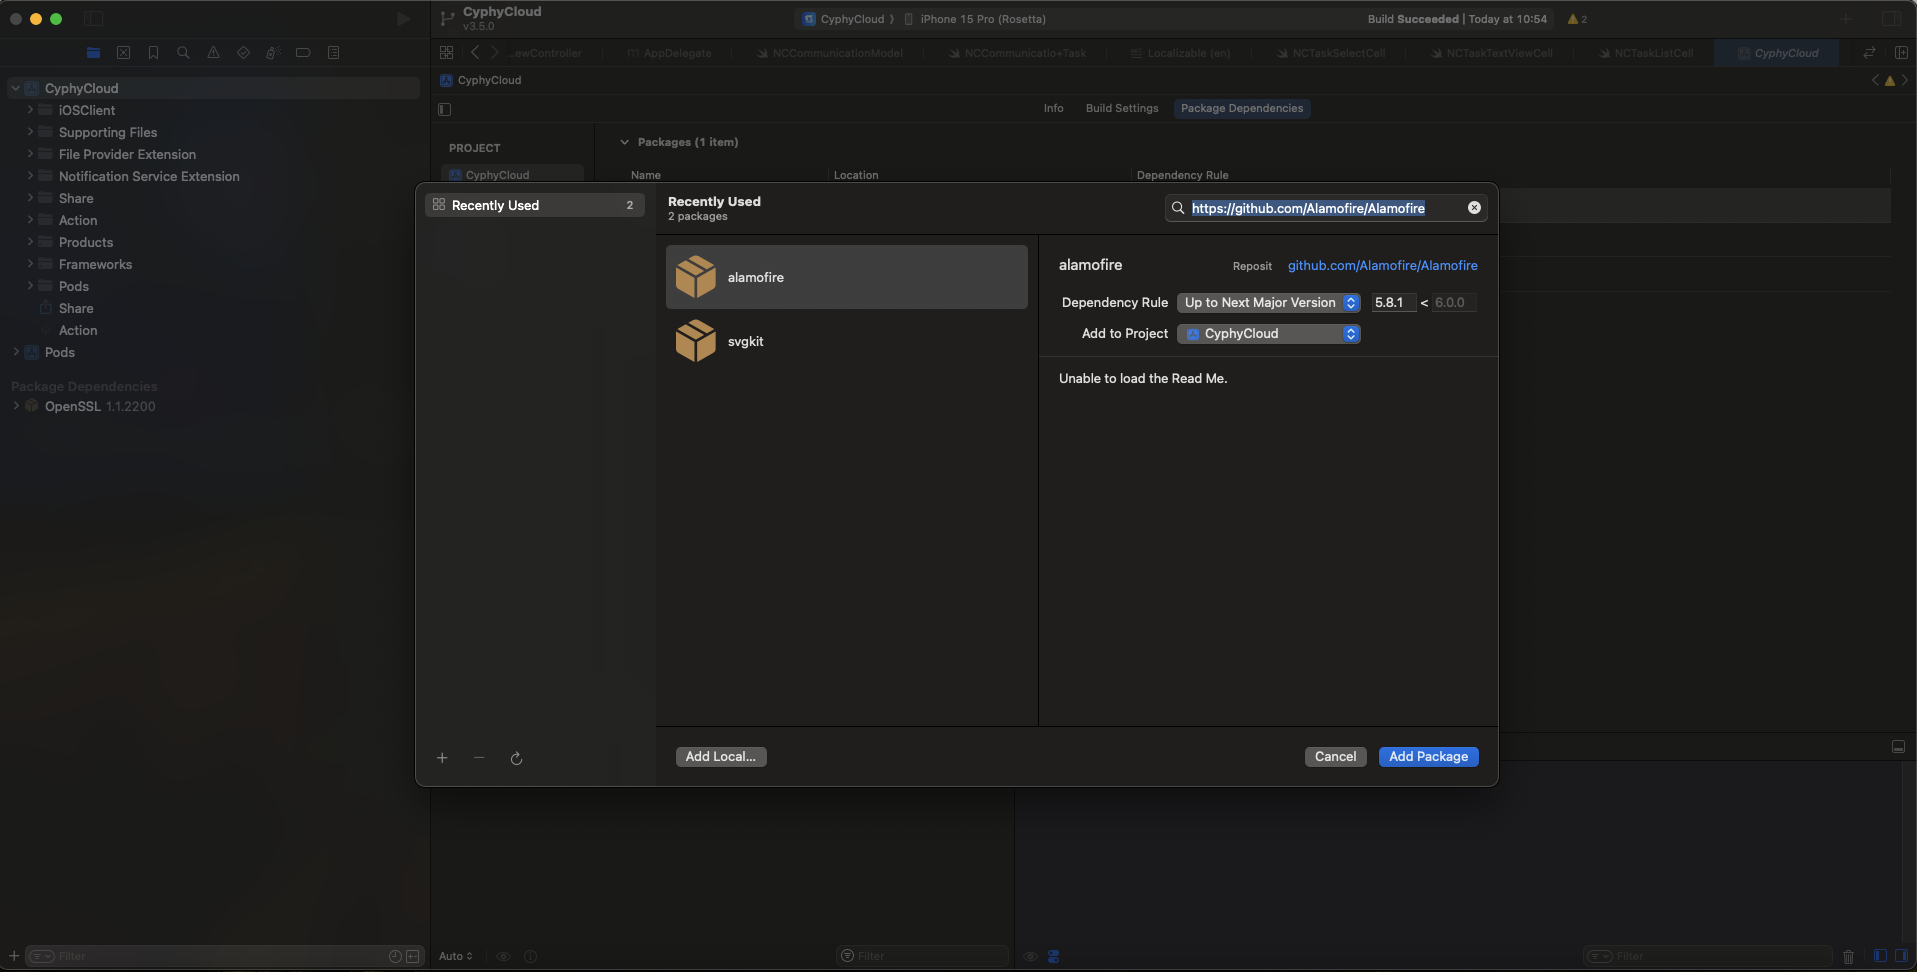 CyphyCloud
v3.5.0
CyphyCloud
iPhone 15 Pro (Rosetta)
Build Succeeded | Today at 10:54
2
ewController
AppDelegate
NCCommunicationModel
NCCommunicatio+Task
Localizable (en)
NCTaskSelectCell
NCTaskTextViewCell
NCTaskListCell
CyphyCloud
CyphyCloud
Info
Build Settings
Package Dependencies
CyphyCloud
iOSClient
Supporting Files
File Provider Extension
Notification Service Extension
Share
Action
Products
Frameworks
Pods
Share
Action
Pods
Package Dependencies
OpenSSL 1.1.2200
PROJECT
CyphyCloud
Packages (1 item)
Name
Location
Dependency Rule
Recently Used
2
Recently Used
2 packages
https://github.com/Alamofire/Alamofire
alamofire
svgkit
alamofire
Reposit
github.com/Alamofire/Alamofire
Dependency Rule
Up to Next Major Version
5.8.1
<
6.0.0
Add to Project
CyphyCloud
Unable to load the Read Me.
Add Local...
Cancel
Add Package
Filter
Auto
Filter
Filter